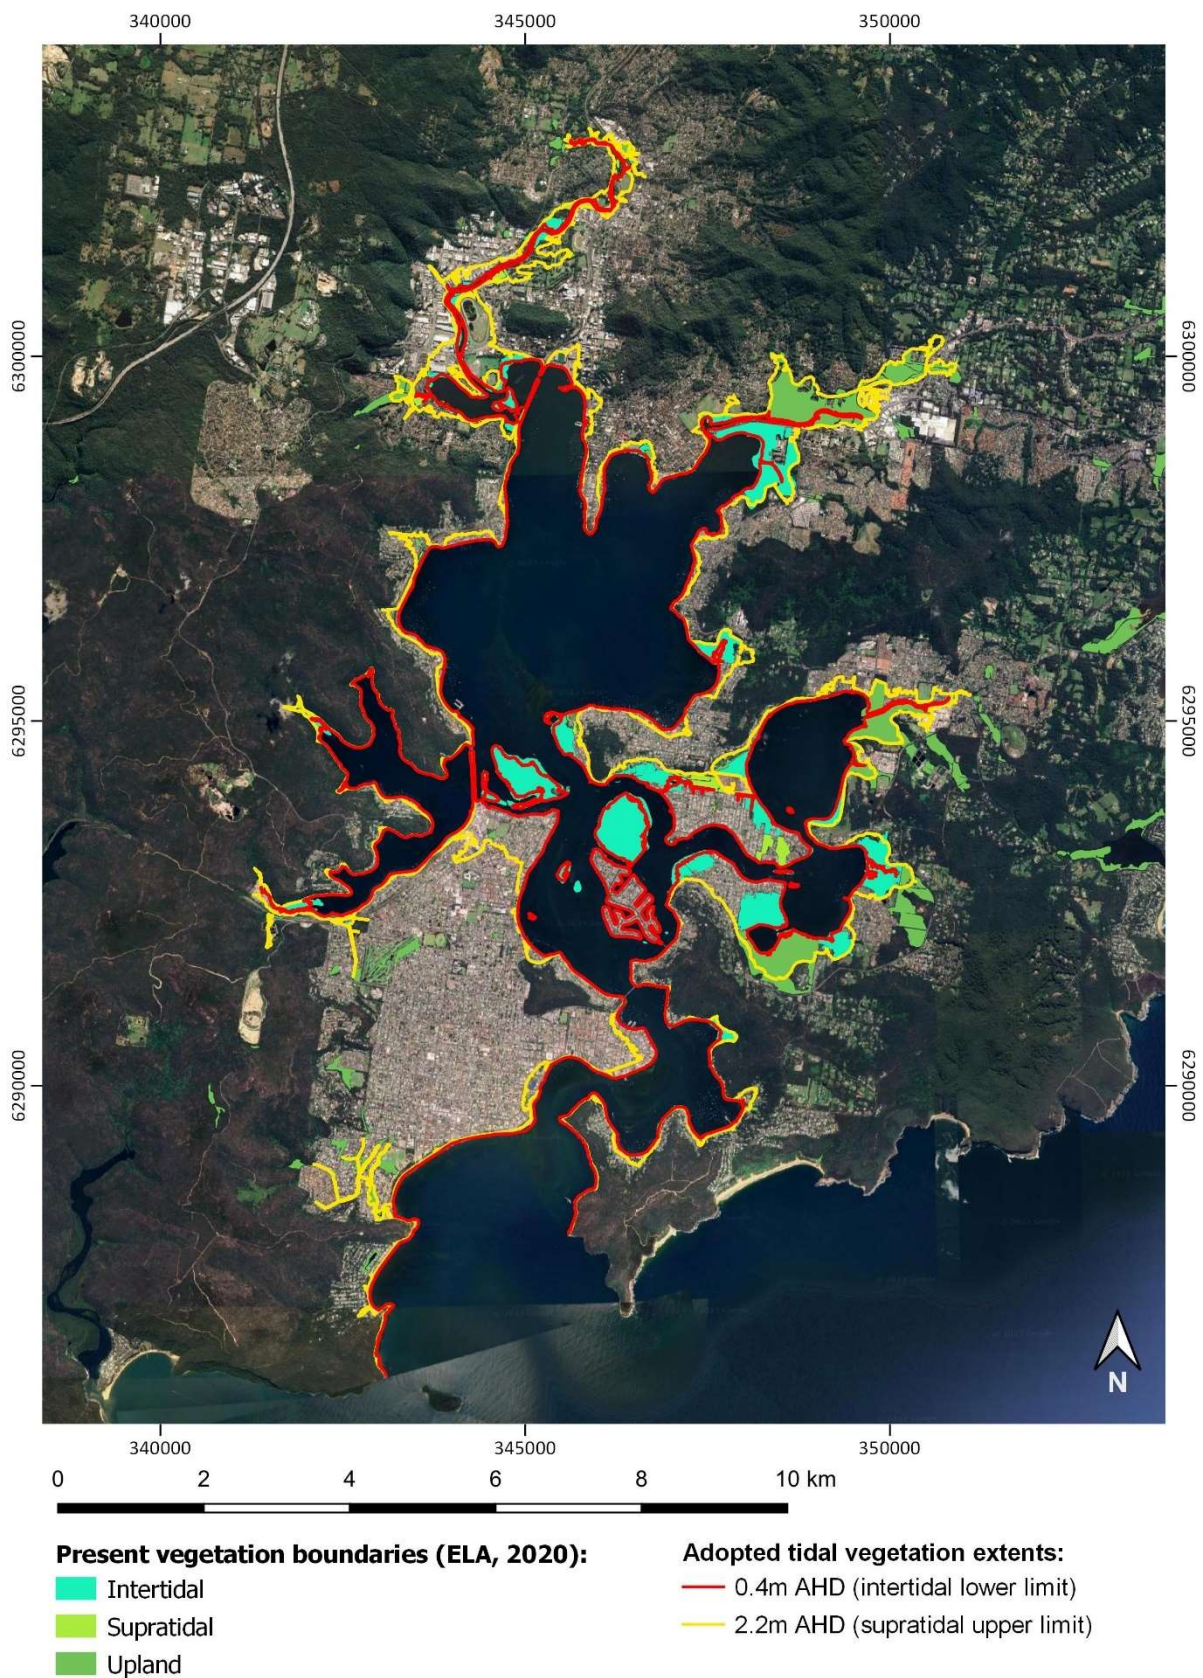 340000 345000 350000
6300000 6300000
6295000 6295000
6290000 6290000
N
340000 345000 350000
0 2 4 6 8 10 km
Present vegetation boundaries (ELA, 2020):
Intertidal
Supratidal
Upland
Adopted tidal vegetation extents:
0.4m AHD (intertidal lower limit)
2.2m AHD (supratidal upper limit)